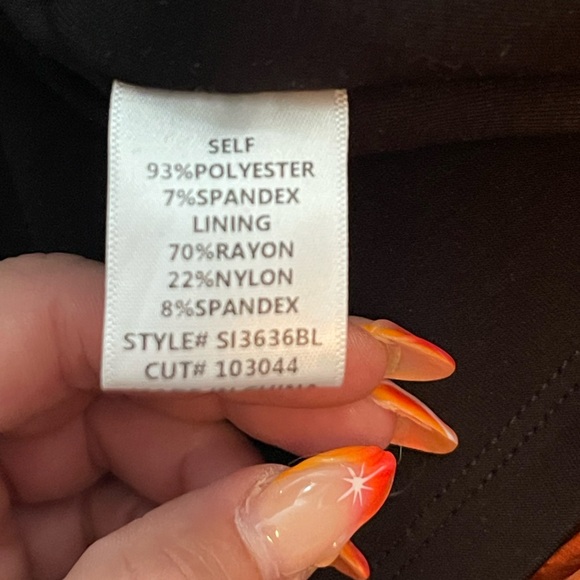 SELF
93%POLYESTER
7%SPANDEX
LINING
70%RAYON
22%NYLON
8%SPANDEX
STYLE# SI3636BL
CUT# 103044